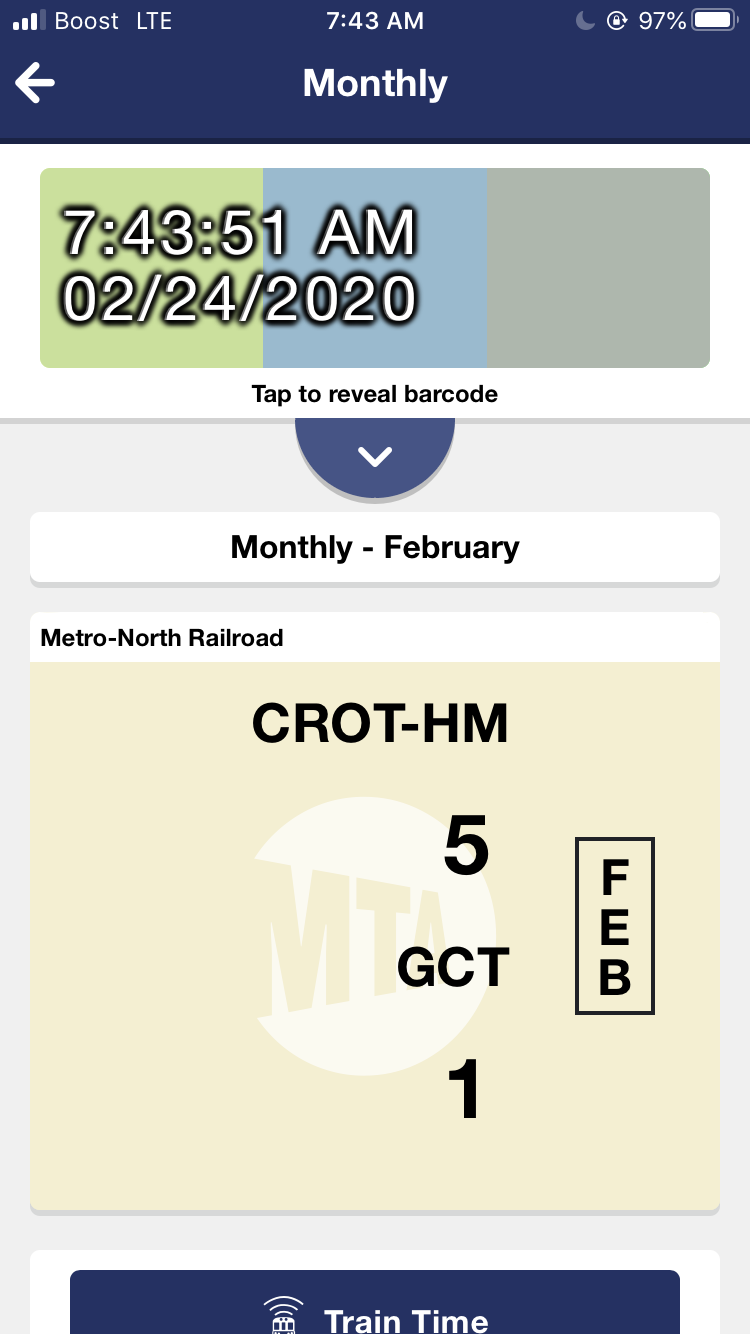 Boost LTE 7:43 AM 97%
Monthly
7:43:51 AM
02/24/2020
Tap to reveal barcode
Monthly - February
Metro-North Railroad
CROT-HM
5
MTA
GCT
1
F
E
B
Train Time